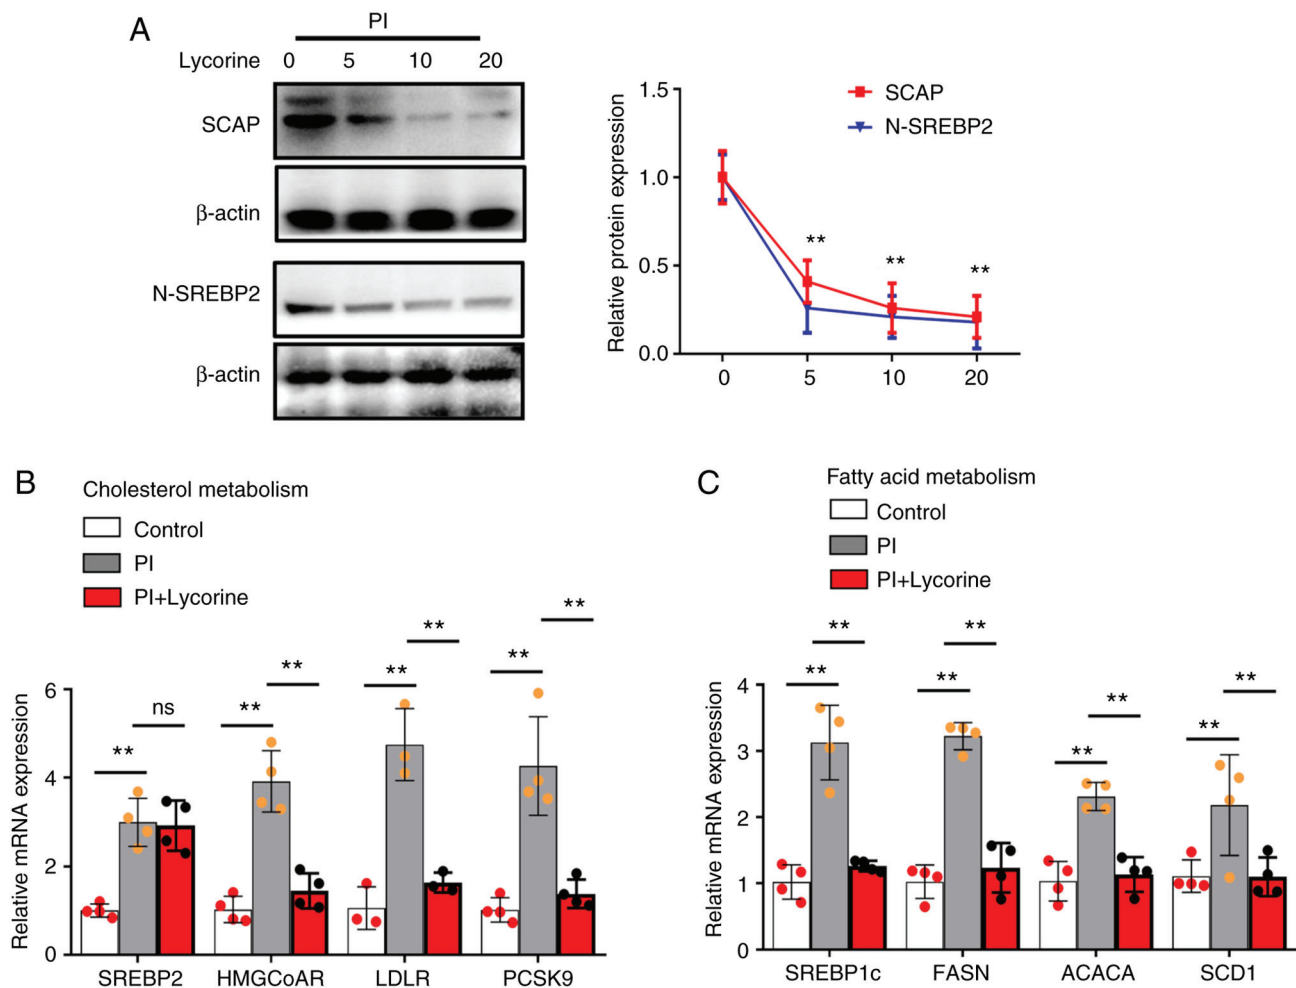 A
PI
Lycorine 0 5 10 20
SCAP
β-actin
N-SREBP2
β-actin
SCAP
N-SREBP2
Relative protein expression
1.5
1.0
0.5
0.0
** ** **
0 5 10 20
B
Cholesterol metabolism
Control
PI
PI+Lycorine
Relative mRNA expression
6
4
2
0
** ns ** ** ** ** ** **
SREBP2 HMGCoAR LDLR PCSK9
C
Fatty acid metabolism
Control
PI
PI+Lycorine
Relative mRNA expression
4
3
2
1
0
** ** ** ** ** ** ** **
SREBP1c FASN ACACA SCD1